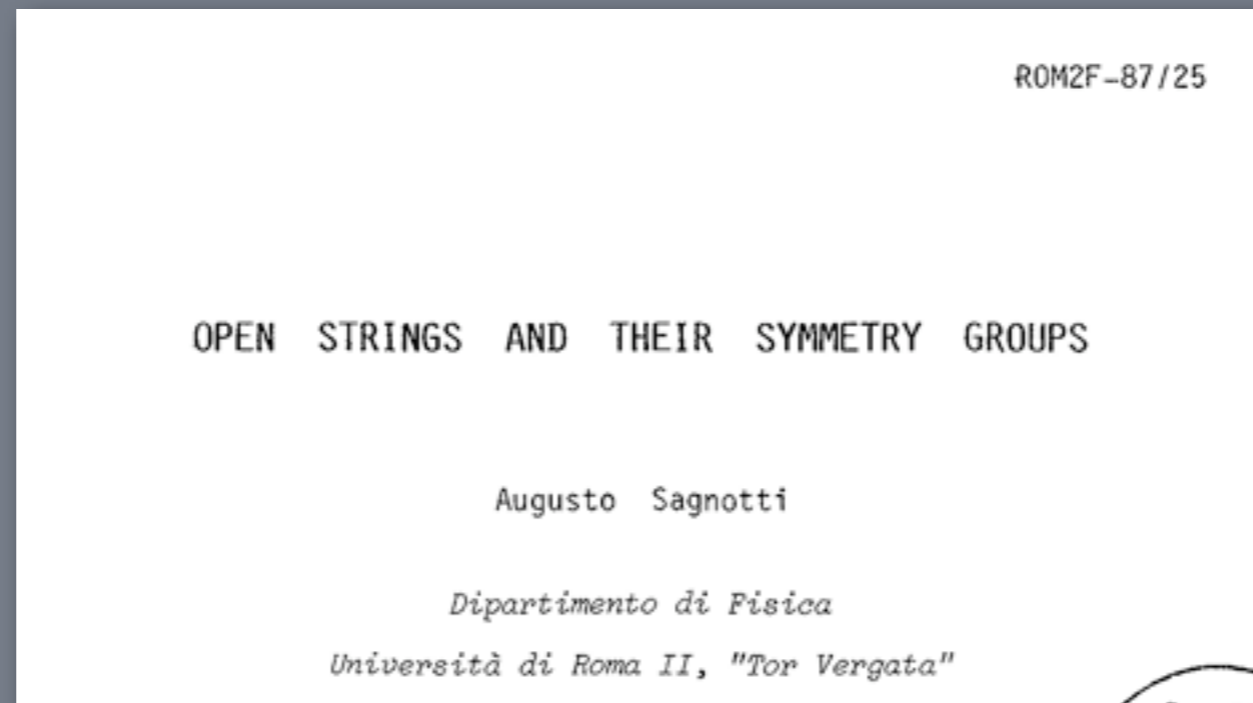 ROM2F-87/25
OPEN STRINGS AND THEIR SYMMETRY GROUPS
Augusto Sagnotti
Dipartimento di Fisica
Università di Roma II, "Tor Vergata"